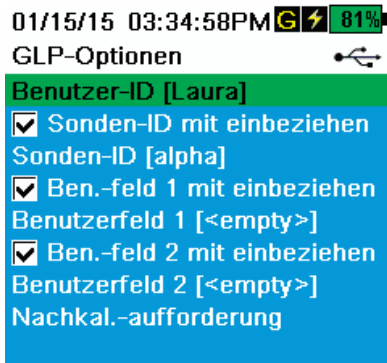 01/15/15 03:34:58PM G 81%
GLP-Optionen
Benutzer-ID [Laura]
Sonden-ID mit einbeziehen
Sonden-ID [alpha]
Ben.-feld 1 mit einbeziehen
Benutzerfeld 1 [<empty>]
Ben.-feld 2 mit einbeziehen
Benutzerfeld 2 [<empty>]
Nachkal.-aufforderung